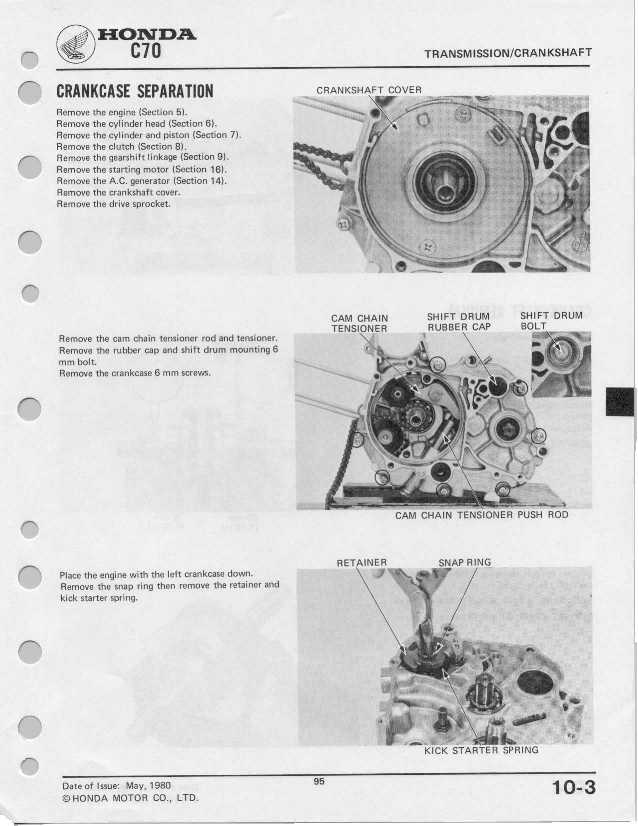 HONDA
C70
TRANSMISSION/CRANKSHAFT
CRANKCASE SEPARATION
Remove the engine (Section 5).
Remove the cylinder head (Section 6).
Remove the cylinder and piston (Section 7).
Remove the clutch (Section 8).
Remove the gearshift linkage (Section 9).
Remove the starting motor (Section 16).
Remove the A.C. generator (Section 14).
Remove the crankshaft cover.
Remove the drive sprocket.
CRANKSHAFT COVER
Remove the cam chain tensioner rod and tensioner.
Remove the rubber cap and shift drum mounting 6
mm bolt.
Remove the crankcase 6 mm screws.
CAM CHAIN
TENSIONER
SHIFT DRUM
RUBBER CAP
SHIFT DRUM
BOLT
CAM CHAIN TENSIONER PUSH ROD
Place the engine with the left crankcase down.
Remove the snap ring then remove the retainer and
kick starter spring.
RETAINER
SNAP RING
KICK STARTER SPRING
Date of Issue: May, 1980
© HONDA MOTOR CO., LTD.
95
10-3